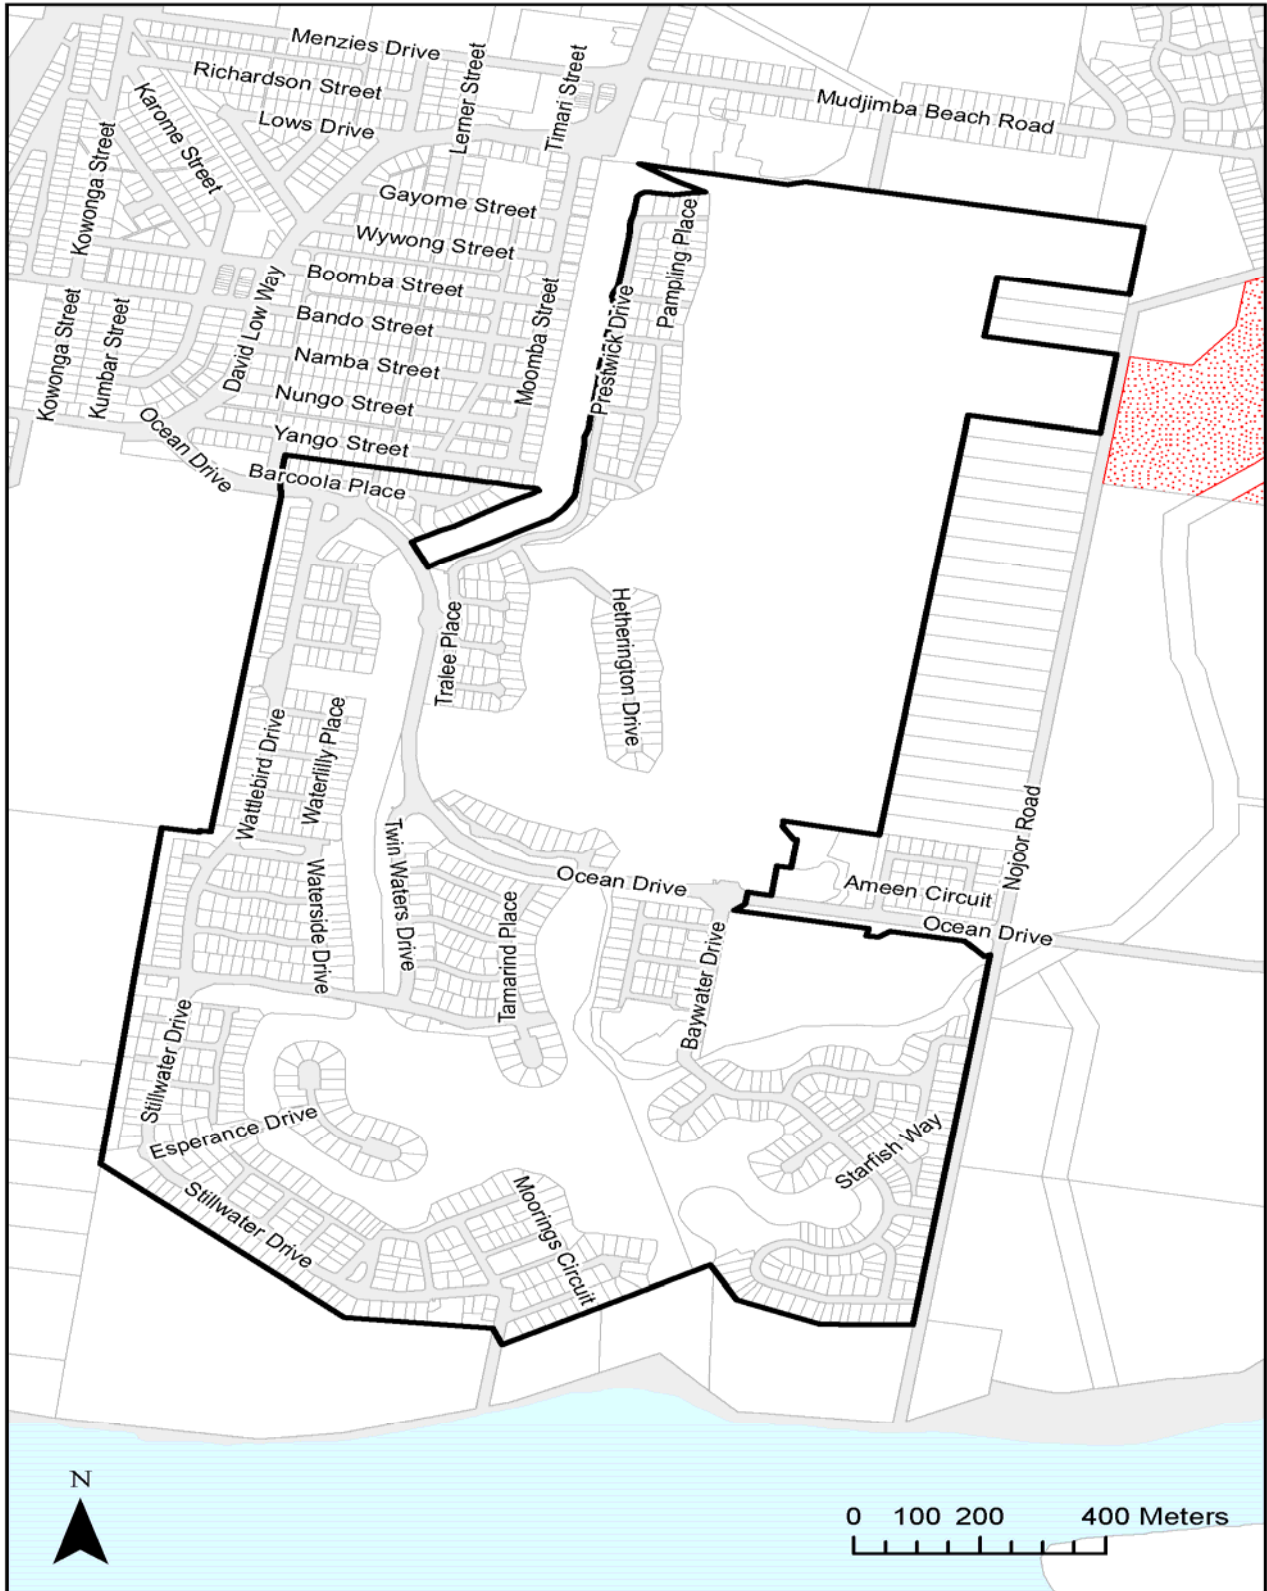 Menzies Drive
Richardson Street
Lerner Street
Timari Street
Lows Drive
Karome Street
Mudjimba Beach Road
Kowonga Street
Gayome Street
Wywong Street
Pampling Place
Boomba Street
David Low Way
Moomba Street
Prestwick Drive
Bando Street
Kowonga Street
Kumbar Street
Namba Street
Nungo Street
Ocean Drive
Yango Street
Barcoola Place
Tralee Place
Hetherington Drive
Wattlebird Drive
Waterlilly Place
Nojoor Road
Twin Waters Drive
Waterside Drive
Ocean Drive
Ameen Circuit
Tamarind Place
Ocean Drive
Baywater Drive
Stillwater Drive
Esperance Drive
Starfish Way
Stillwater Drive
Moorings Circuit
N
0 100 200 400 Meters